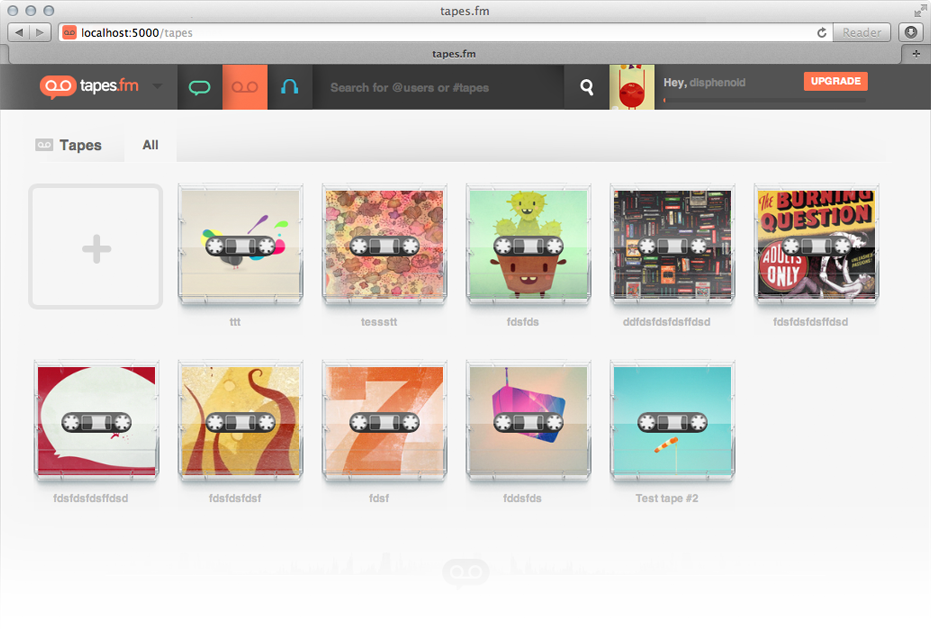 tapes.fm
localhost:5000/tapes
Reader
tapes.fm
tapes.fm
Search for @users or #tapes
Hey, disphenoid
UPGRADE
Tapes
All
The BURNING
QUESTION
ADULTS
ONLY
ttt
tessstt
fdsfds
ddfdsfdsfdsffdsd
fdsfdsfdsffdsd
Z
fdsfdsfdsffdsd
fdsfdsfdsf
fdsf
fddsfds
Test tape #2